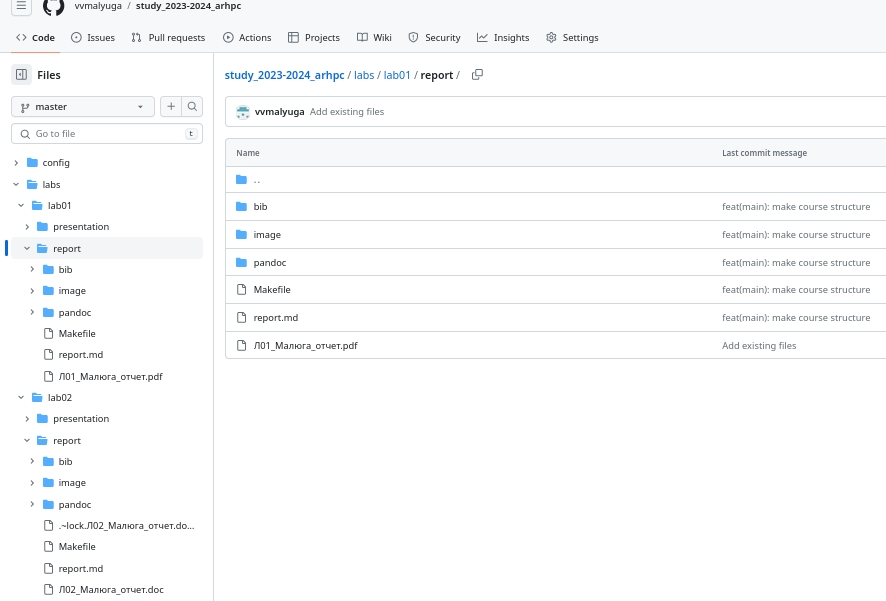 vvmalyuga / study_2023-2024_arhpc
Code Issues Pull requests Actions Projects Wiki Security Insights Settings
Files
master
Go to file t
config
labs
lab01
presentation
report
bib
image
pandoc
Makefile
report.md
Л01_Малюга_отчет.pdf
lab02
presentation
report
bib
image
pandoc
.~lock.Л02_Малюга_отчет.do...
Makefile
report.md
Л02_Малюга_отчет.doc
study_2023-2024_arhpc / labs / lab01 / report /
vvmalyuga Add existing files
Name Last commit message
..
bib feat(main): make course structure
image feat(main): make course structure
pandoc feat(main): make course structure
Makefile feat(main): make course structure
report.md feat(main): make course structure
Л01_Малюга_отчет.pdf Add existing files